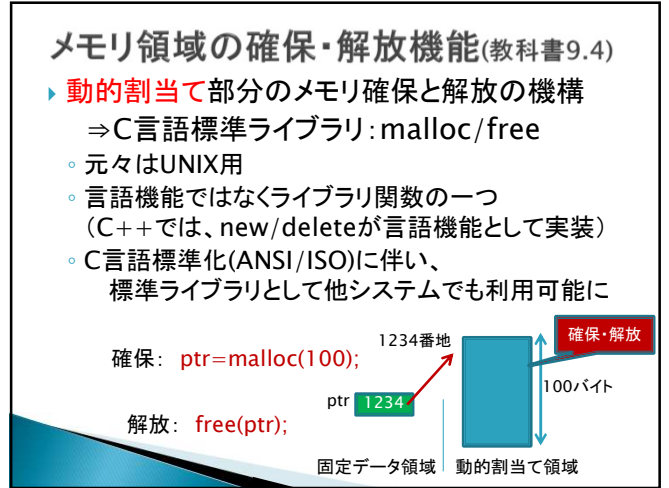 メモリ領域の確保・解放機能(教科書9.4)
動的割当て部分のメモリ確保と解放の機構
⇒C言語標準ライブラリ:malloc/free
元々はUNIX用
言語機能ではなくライブラリ関数の一つ
(C++では、new/deleteが言語機能として実装)
C言語標準化(ANSI/ISO)に伴い、
標準ライブラリとして他システムでも利用可能に
確保: ptr=malloc(100);
解放: free(ptr);
1234番地
確保・解放
ptr 1234
100バイト
固定データ領域
動的割当て領域